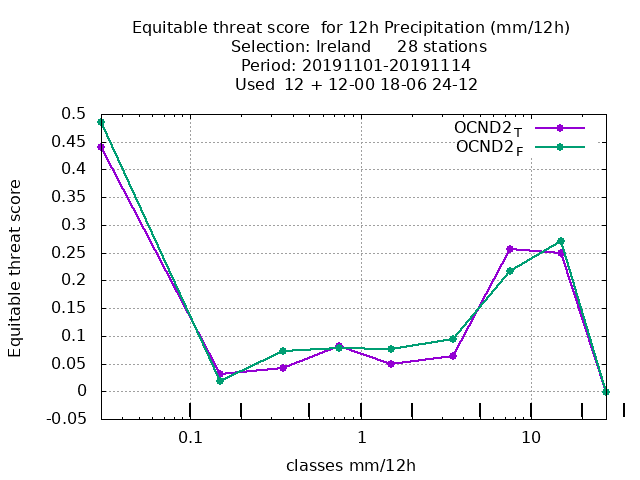 Equitable threat score  for 12h Precipitation (mm/12h)
Selection: Ireland     28 stations
Period: 20191101-20191114
Used  12 + 12-00 18-06 24-12
OCND2T
OCND2F
Equitable threat score
0.5
0.45
0.4
0.35
0.3
0.25
0.2
0.15
0.1
0.05
0
-0.05
0.1
1
10
classes mm/12h